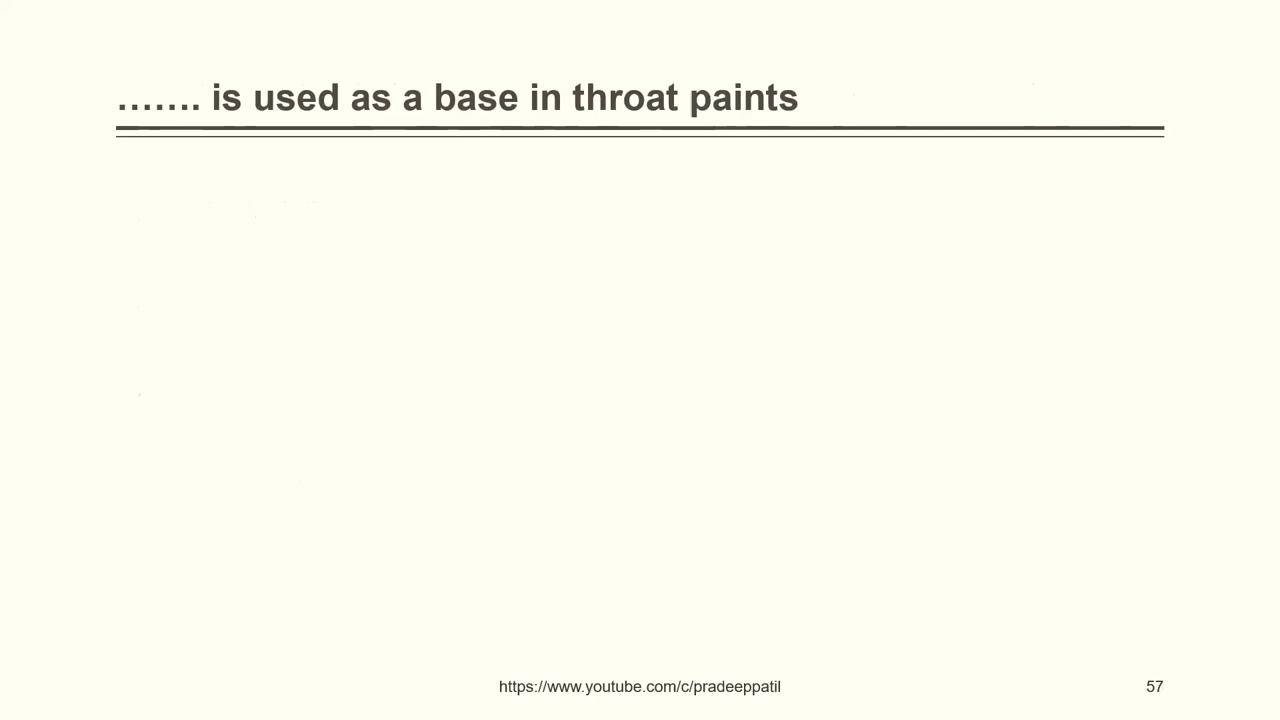 ……. is used as a base in throat paints
https://www.youtube.com/c/pradeeppatil
57